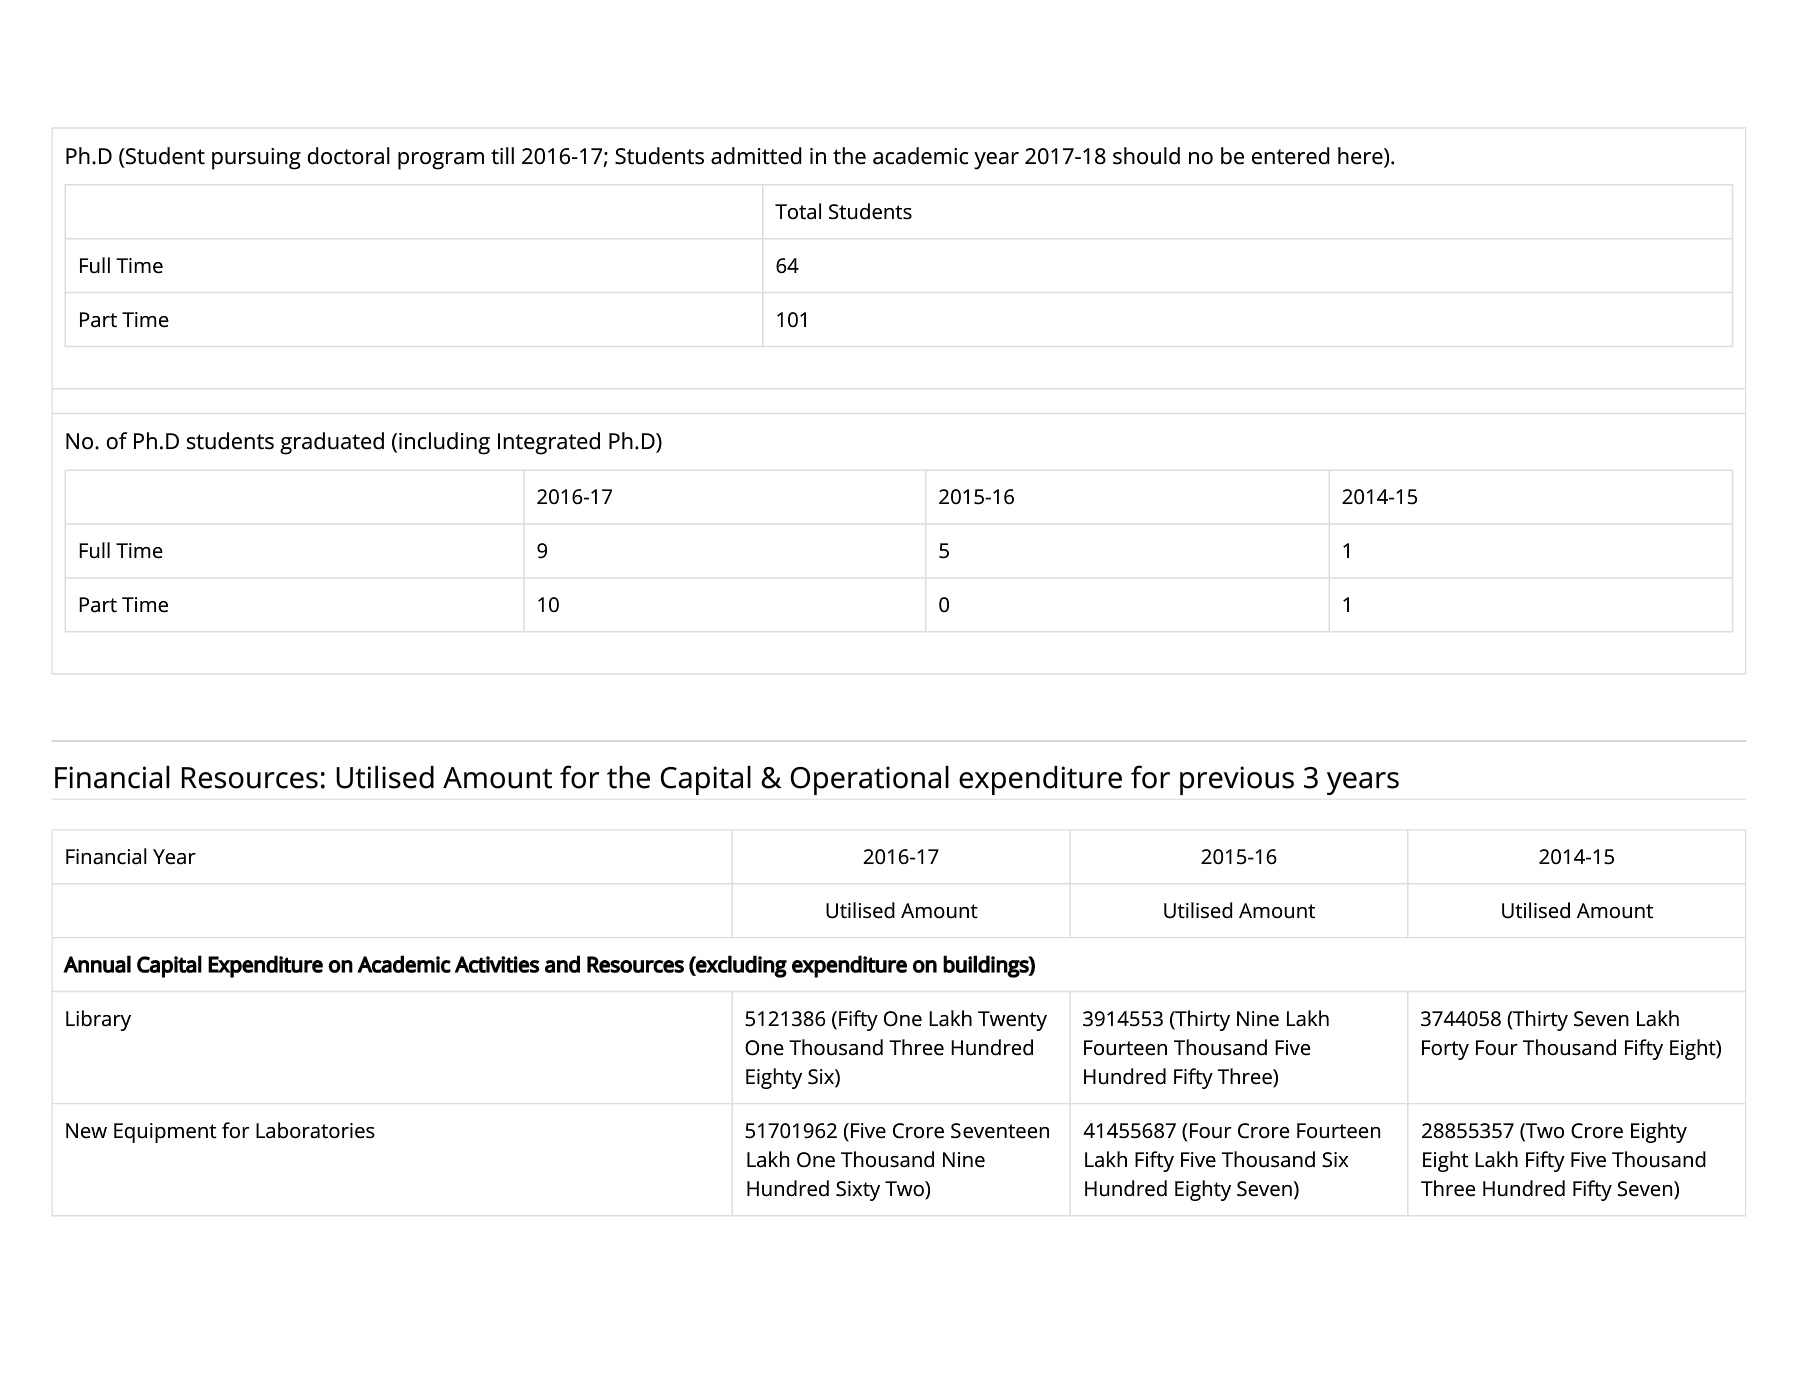 Ph.D (Student pursuing doctoral program till 2016-17; Students admitted in the academic year 2017-18 should no be entered here).
Total Students
Full Time 64
Part Time 101
No. of Ph.D students graduated (including Integrated Ph.D)
2016-17 2015-16 2014-15
Full Time 9 5 1
Part Time 10 0 1
Financial Resources: Utilised Amount for the Capital & Operational expenditure for previous 3 years
Financial Year 2016-17 2015-16 2014-15
Utilised Amount Utilised Amount Utilised Amount
Annual Capital Expenditure on Academic Activities and Resources (excluding expenditure on buildings)
Library
5121386 (Fifty One Lakh Twenty
One Thousand Three Hundred
Eighty Six)
3914553 (Thirty Nine Lakh
Fourteen Thousand Five
Hundred Fifty Three)
3744058 (Thirty Seven Lakh
Forty Four Thousand Fifty Eight)
New Equipment for Laboratories
51701962 (Five Crore Seventeen
Lakh One Thousand Nine
Hundred Sixty Two)
41455687 (Four Crore Fourteen
Lakh Fifty Five Thousand Six
Hundred Eighty Seven)
28855357 (Two Crore Eighty
Eight Lakh Fifty Five Thousand
Three Hundred Fifty Seven)